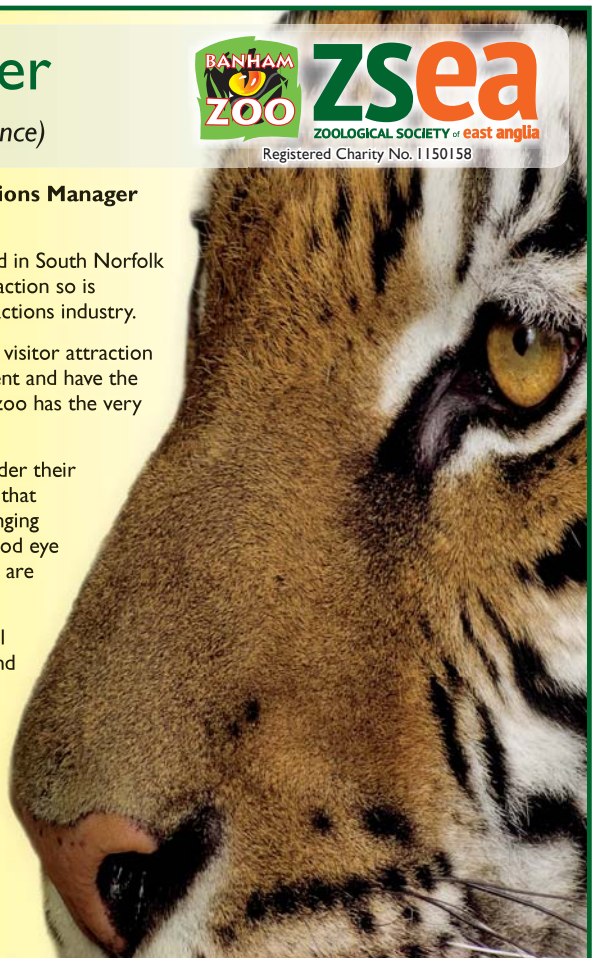 er
BANHAM
ZOO
zsea
ZOOLOGICAL SOCIETY of east anglia
nce)
Registered Charity No. 1150158
ions Manager
d in South Norfolk
action so is
actions industry.
visitor attraction
ent and have the
zoo has the very
der their
that
nging
od eye
are
l
nd